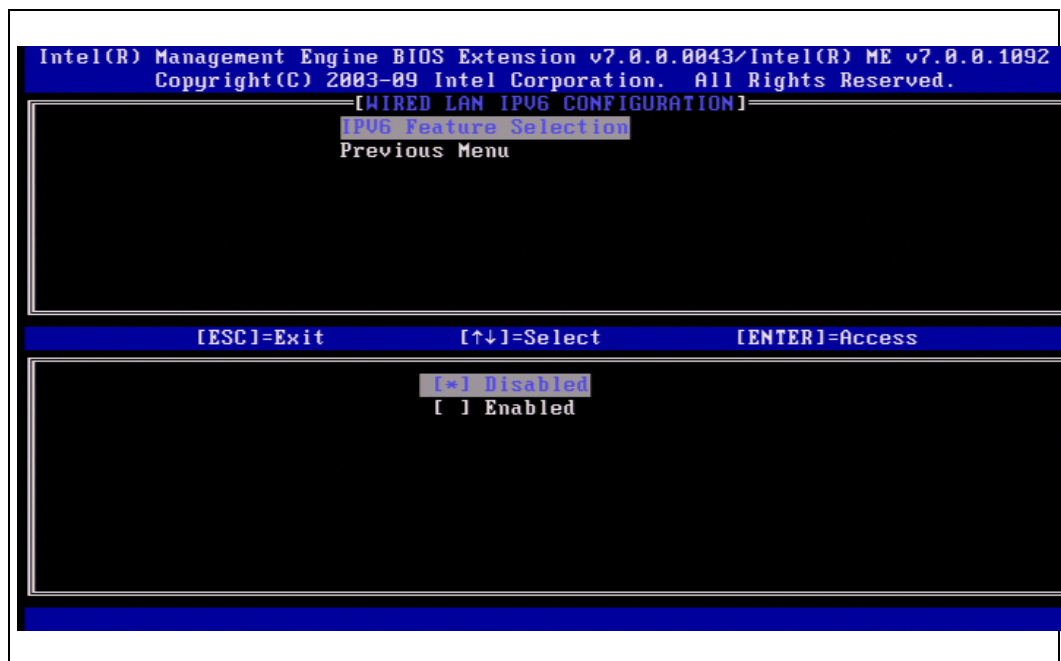 Intel(R) Management Engine BIOS Extension v7.0.0.0043/Intel(R) ME v7.0.0.1092
Copyright(C) 2003-09 Intel Corporation. All Rights Reserved.
[WIRED LAN IPV6 CONFIGURATION]
IPV6 Feature Selection
Previous Menu
[ESC]=Exit [↑↓]=Select [ENTER]=Access
[*] Disabled
[ ] Enabled